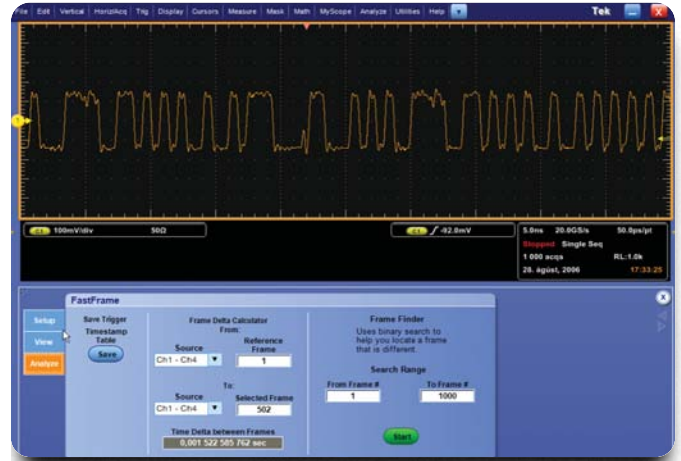 File Edit Vertical Horiz/Acq Trig Display Cursors Measure Mask Math MyScope Analyze Utilities Help Tek X
1
C1 100mV/div 50Ω
C1 -92.0mV
5.0ns 20.0GS/s 50.0ps/pt
Stopped Single Seq
1 000 acqs RL:1.0k
28. ágúst, 2006 17:33:25
FastFrame X
Setup
View
Analyze
Save Trigger
Timestamp
Table
Save
Frame Delta Calculator
From:
Source Reference
Frame
Ch1 - Ch4 1
To:
Source Selected Frame
Ch1 - Ch4 502
Time Delta between Frames
0,001 522 585 762 sec
Frame Finder
Uses binary search to
help you locate a frame
that is different.
Search Range
From Frame # To Frame #
1 1000
Start